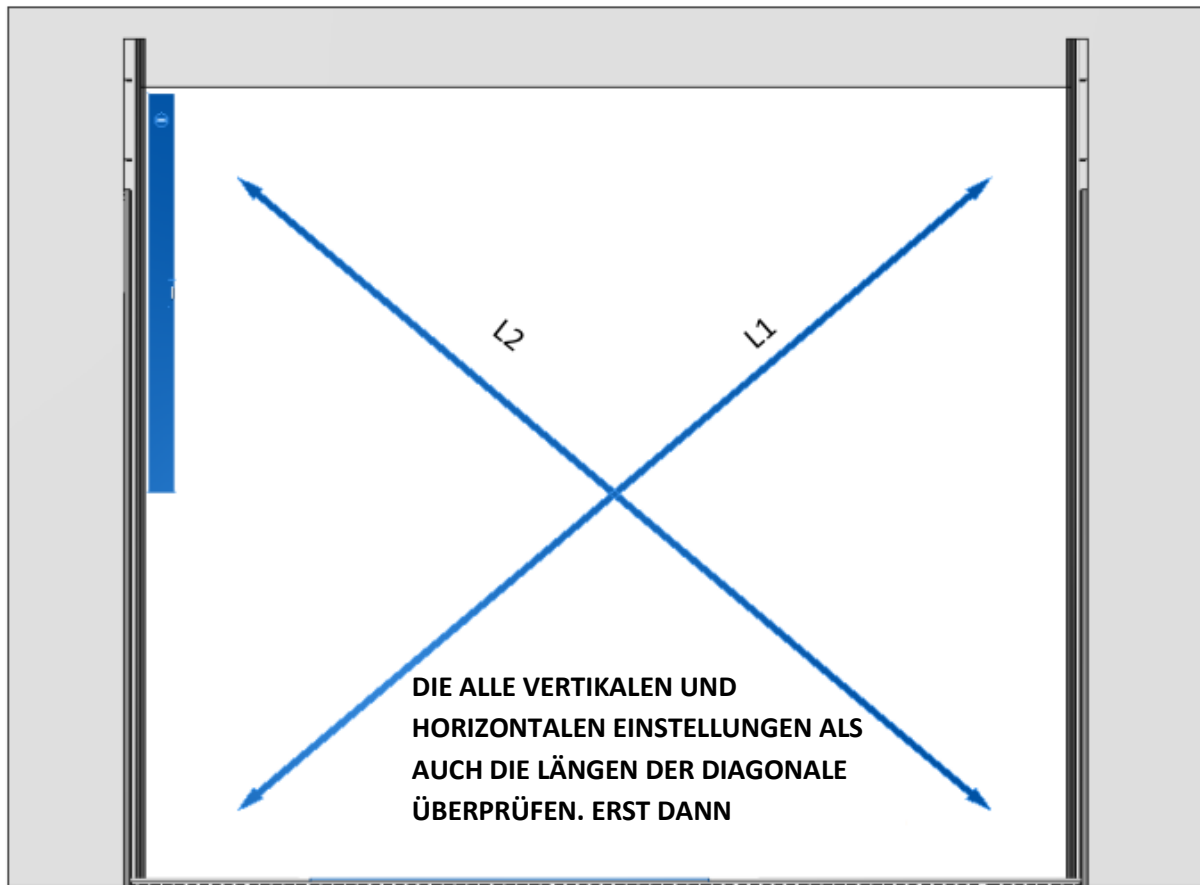 L2
L1
DIE ALLE VERTIKALEN UND
HORIZONTALEN EINSTELLUNGEN ALS
AUCH DIE LÄNGEN DER DIAGONALE
ÜBERPRÜFEN. ERST DANN